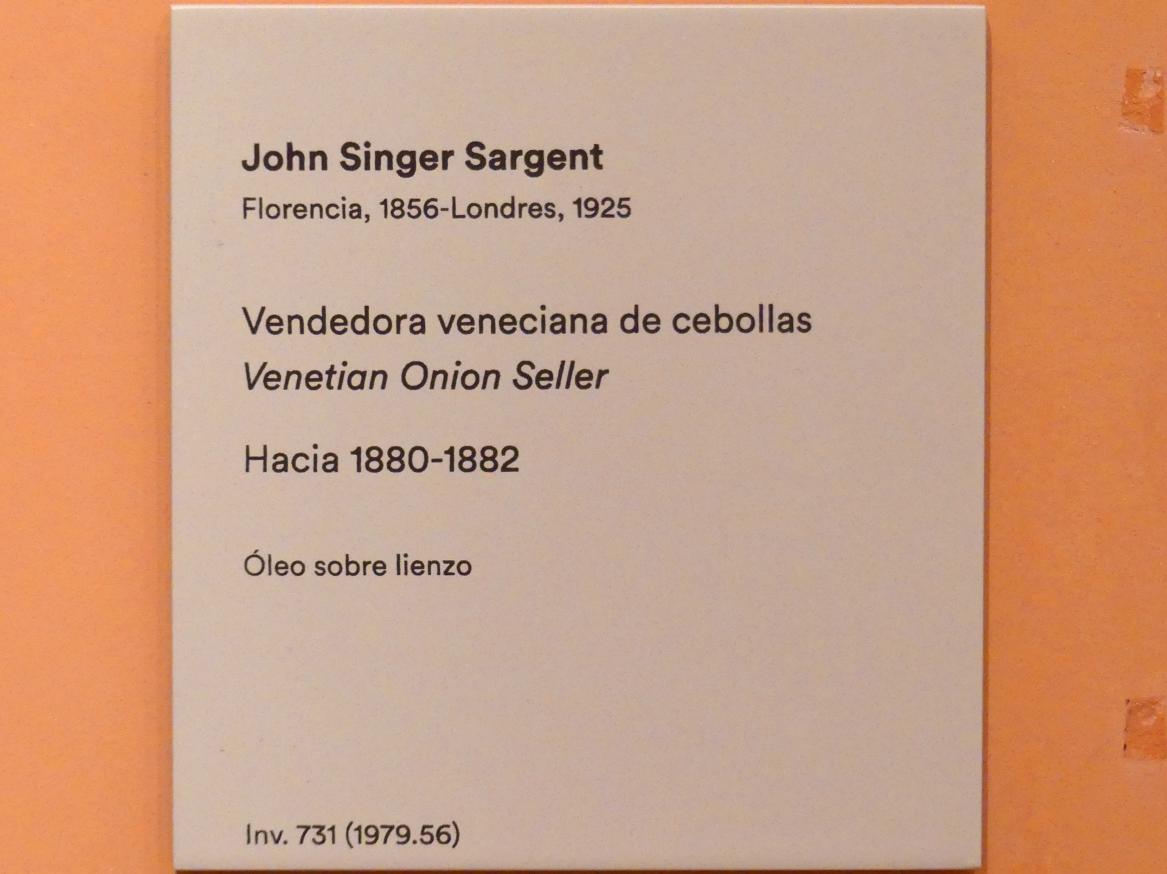 John Singer Sargent
Florencia, 1856-Londres, 1925
Vendedora veneciana de cebollas
Venetian Onion Seller
Hacia 1880-1882
Óleo sobre lienzo
Inv. 731 (1979.56)